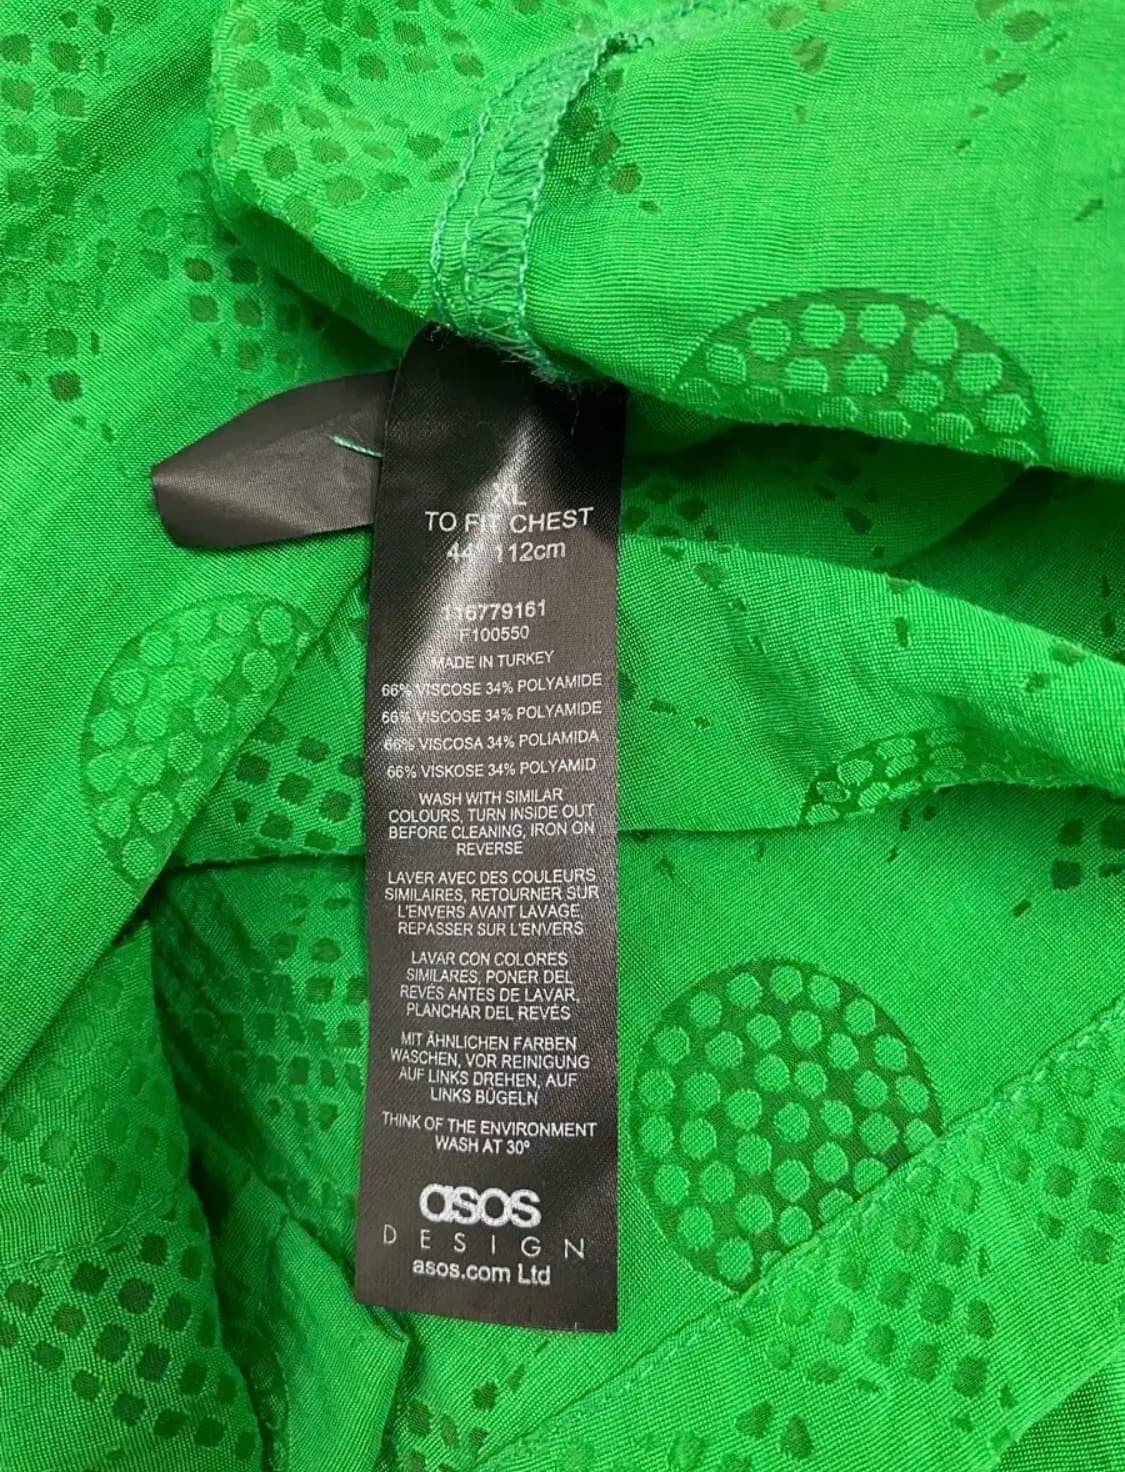 XL
TO FIT CHEST
44" 112cm
116779161
F100550
MADE IN TURKEY
66% VISCOSE 34% POLYAMIDE
66% VISCOSE 34% POLYAMIDE
66% VISCOSA 34% POLIAMIDA
66% VISKOSE 34% POLYAMID
WASH WITH SIMILAR
COLOURS, TURN INSIDE OUT
BEFORE CLEANING, IRON ON
REVERSE
LAVER AVEC DES COULEURS
SIMILAIRES, RETOURNER SUR
L'ENVERS AVANT LAVAGE,
REPASSER SUR L'ENVERS
LAVAR CON COLORES
SIMILARES, PONER DEL
REVÉS ANTES DE LAVAR,
PLANCHAR DEL REVÉS
MIT ÄHNLICHEN FARBEN
WASCHEN, VOR REINIGUNG
AUF LINKS DREHEN, AUF
LINKS BÜGELN
THINK OF THE ENVIRONMENT
WASH AT 30°
asos
DESIGN
asos.com Ltd